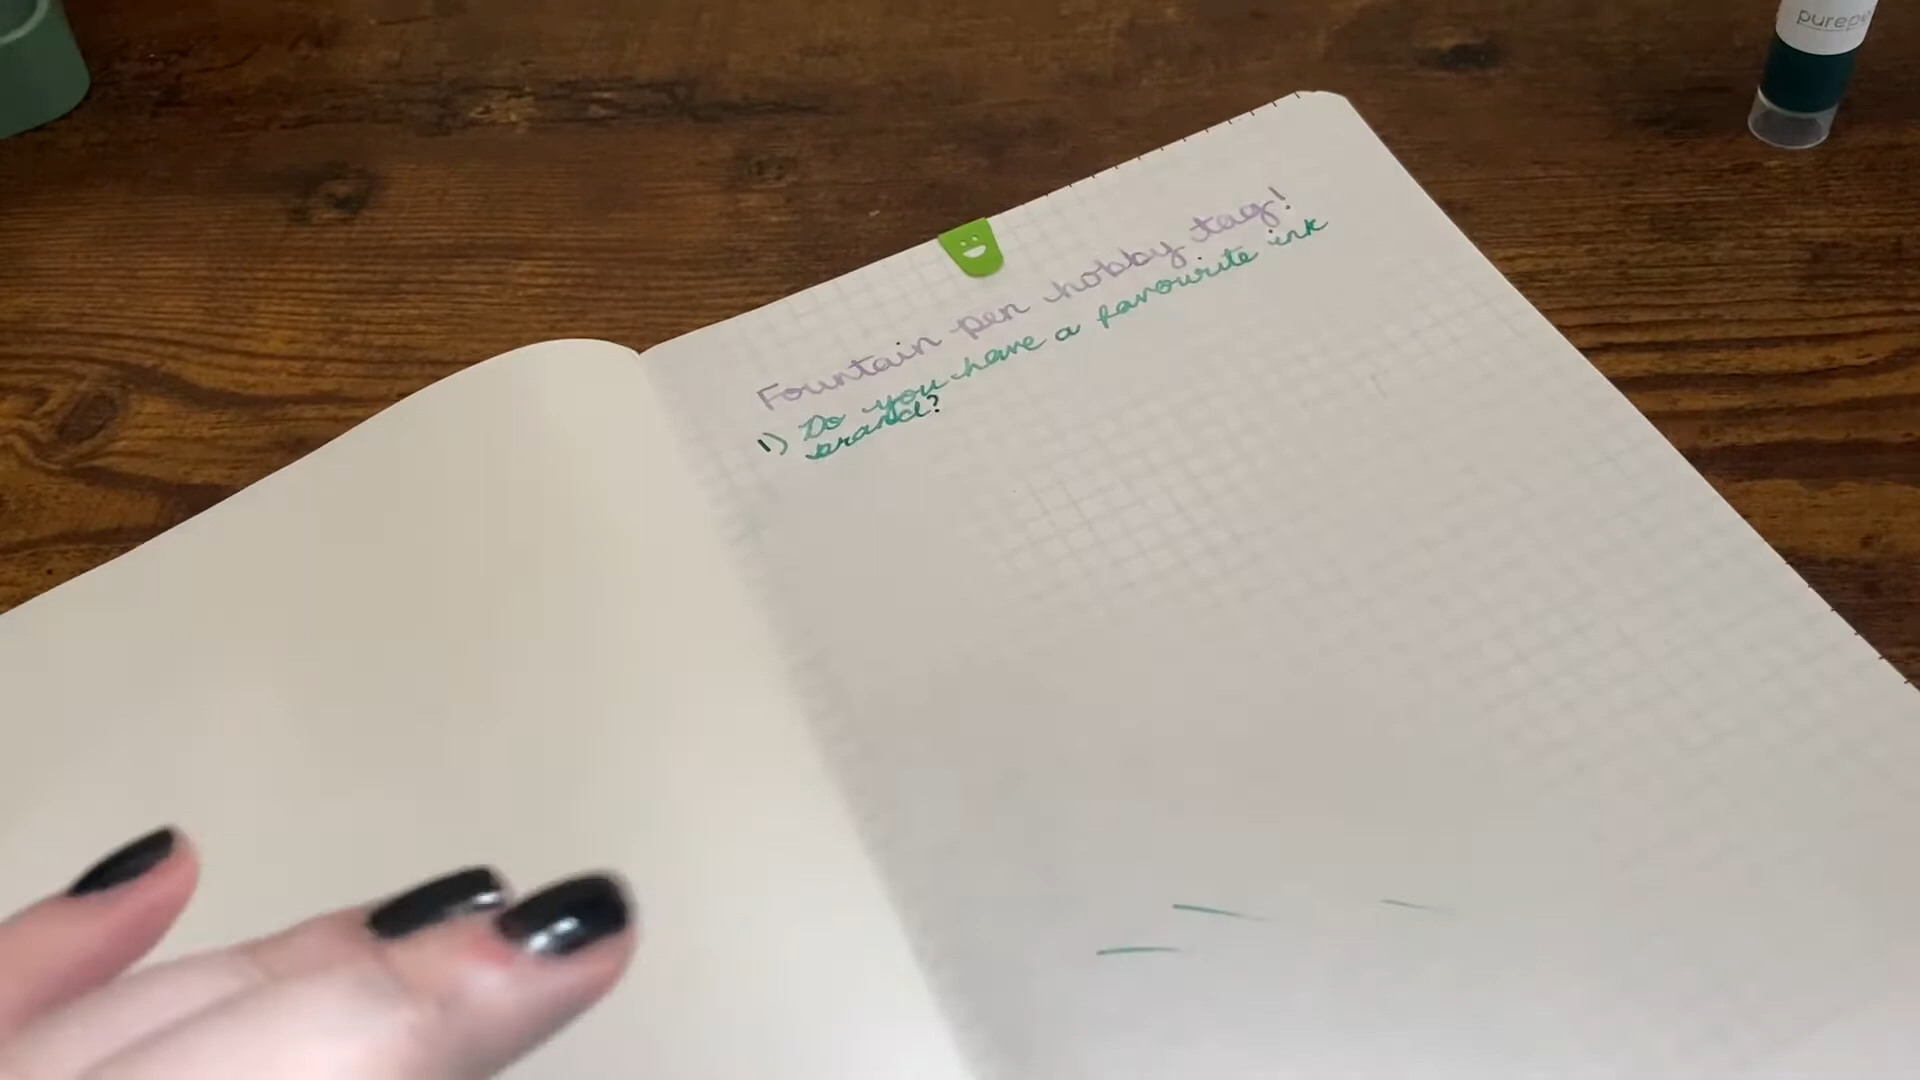 purepe
Fountain pen hobby tag!
1) Do you have a favourite ink
brand?